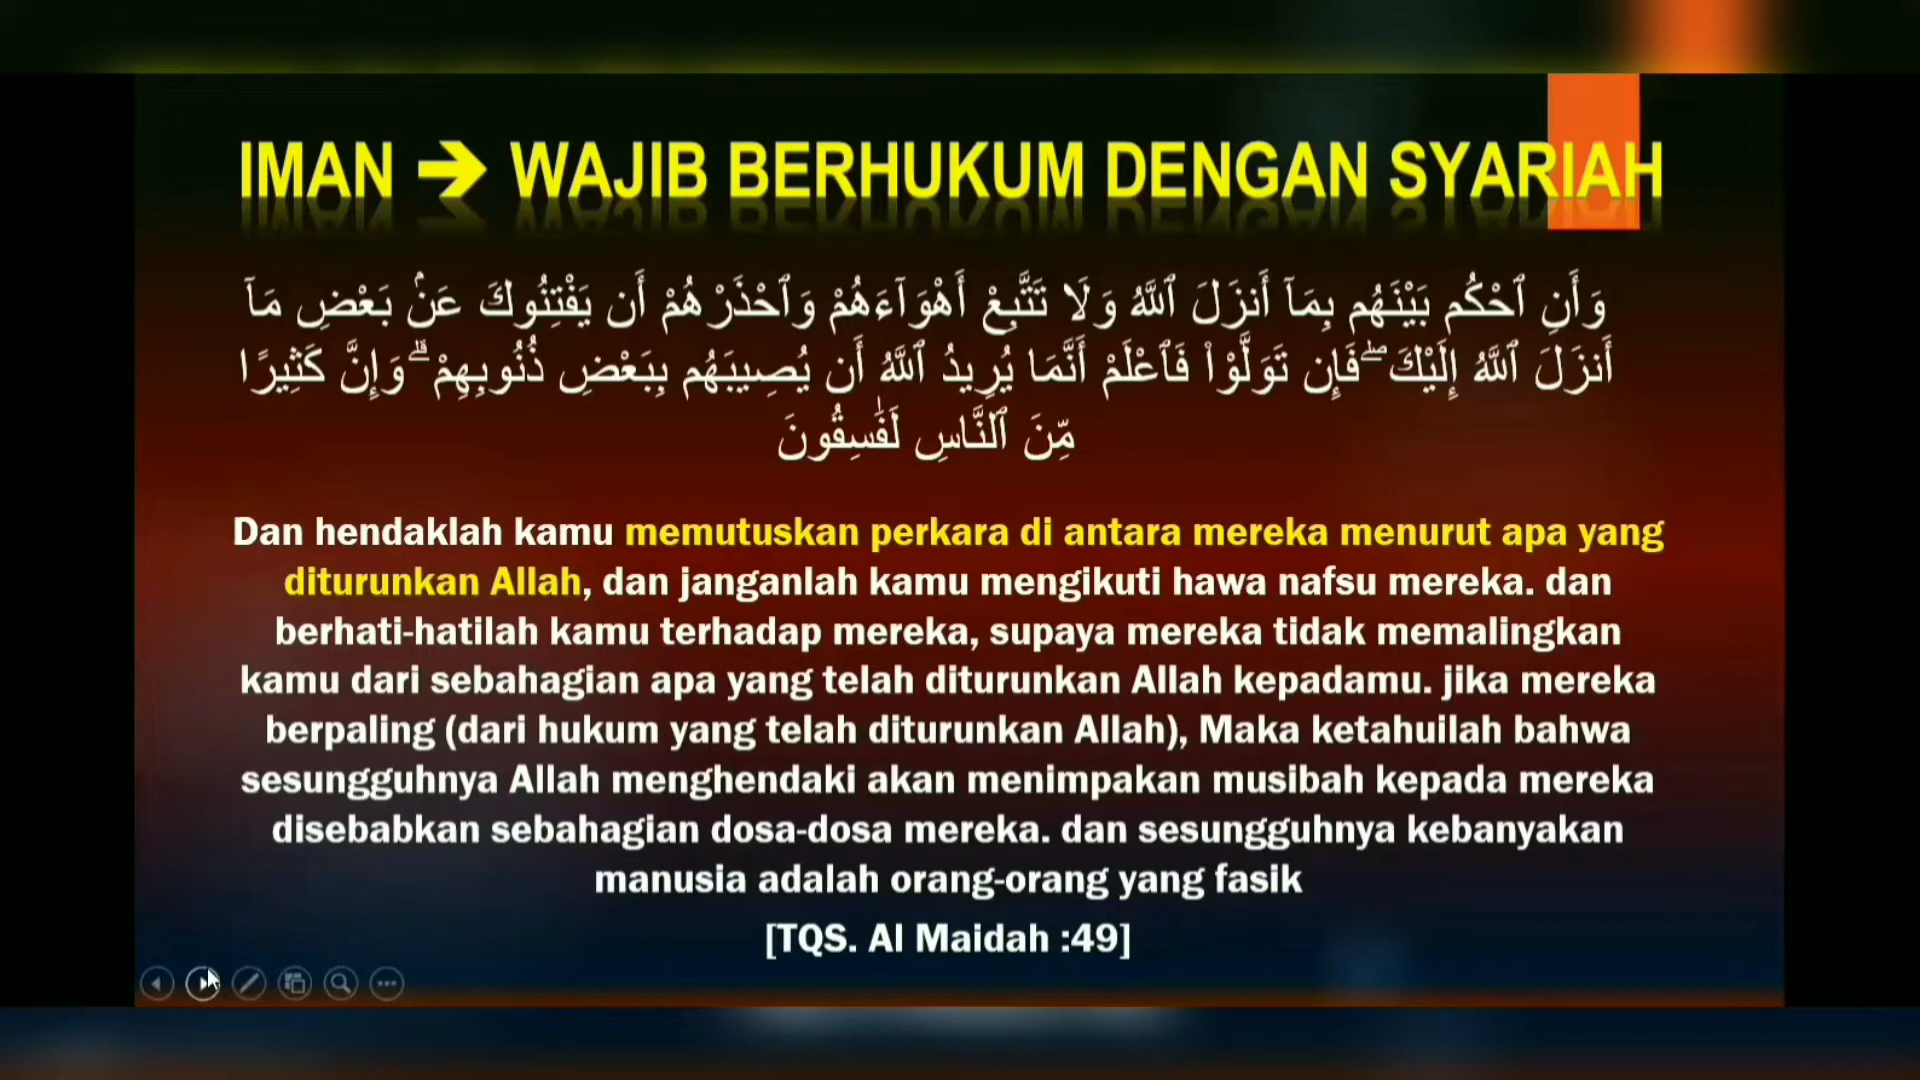 IMAN ➔ WAJIB BERHUKUM DENGAN SYARIAH
وَأَنِ ٱحْكُم بَيْنَهُم بِمَآ أَنزَلَ ٱللَّهُ وَلَا تَتَّبِعْ أَهْوَآءَهُمْ وَٱحْذَرْهُمْ أَن يَفْتِنُوكَ عَنۢ بَعْضِ مَآ
أَنزَلَ ٱللَّهُ إِلَيْكَ ۖ فَإِن تَوَلَّوْا۟ فَٱعْلَمْ أَنَّمَا يُرِيدُ ٱللَّهُ أَن يُصِيبَهُم بِبَعْضِ ذُنُوبِهِمْ ۗ وَإِنَّ كَثِيرًا
مِّنَ ٱلنَّاسِ لَفَٰسِقُونَ
Dan hendaklah kamu memutuskan perkara di antara mereka menurut apa yang
diturunkan Allah, dan janganlah kamu mengikuti hawa nafsu mereka. dan
berhati-hatilah kamu terhadap mereka, supaya mereka tidak memalingkan
kamu dari sebahagian apa yang telah diturunkan Allah kepadamu. jika mereka
berpaling (dari hukum yang telah diturunkan Allah), Maka ketahuilah bahwa
sesungguhnya Allah menghendaki akan menimpakan musibah kepada mereka
disebabkan sebahagian dosa-dosa mereka. dan sesungguhnya kebanyakan
manusia adalah orang-orang yang fasik
[TQS. Al Maidah :49]